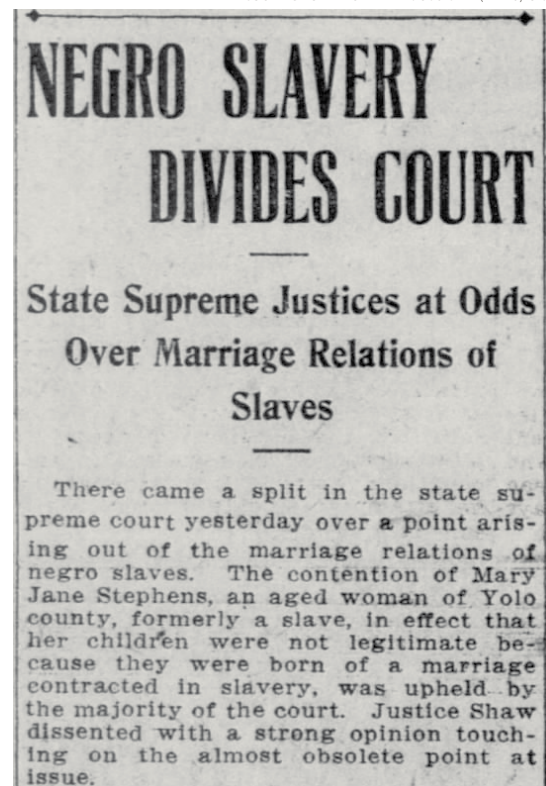 NEGRO SLAVERY
DIVIDES COURT
State Supreme Justices at Odds
Over Marriage Relations of
Slaves
There came a split in the state su-
preme court yesterday over a point aris-
ing out of the marriage relations of
negro slaves. The contention of Mary
Jane Stephens, an aged woman of Yolo
county, formerly a slave, in effect that
her children were not legitimate be-
cause they were born of a marriage
contracted in slavery, was upheld by
the majority of the court. Justice Shaw
dissented with a strong opinion touch-
ing on the almost obsolete point at
issue.